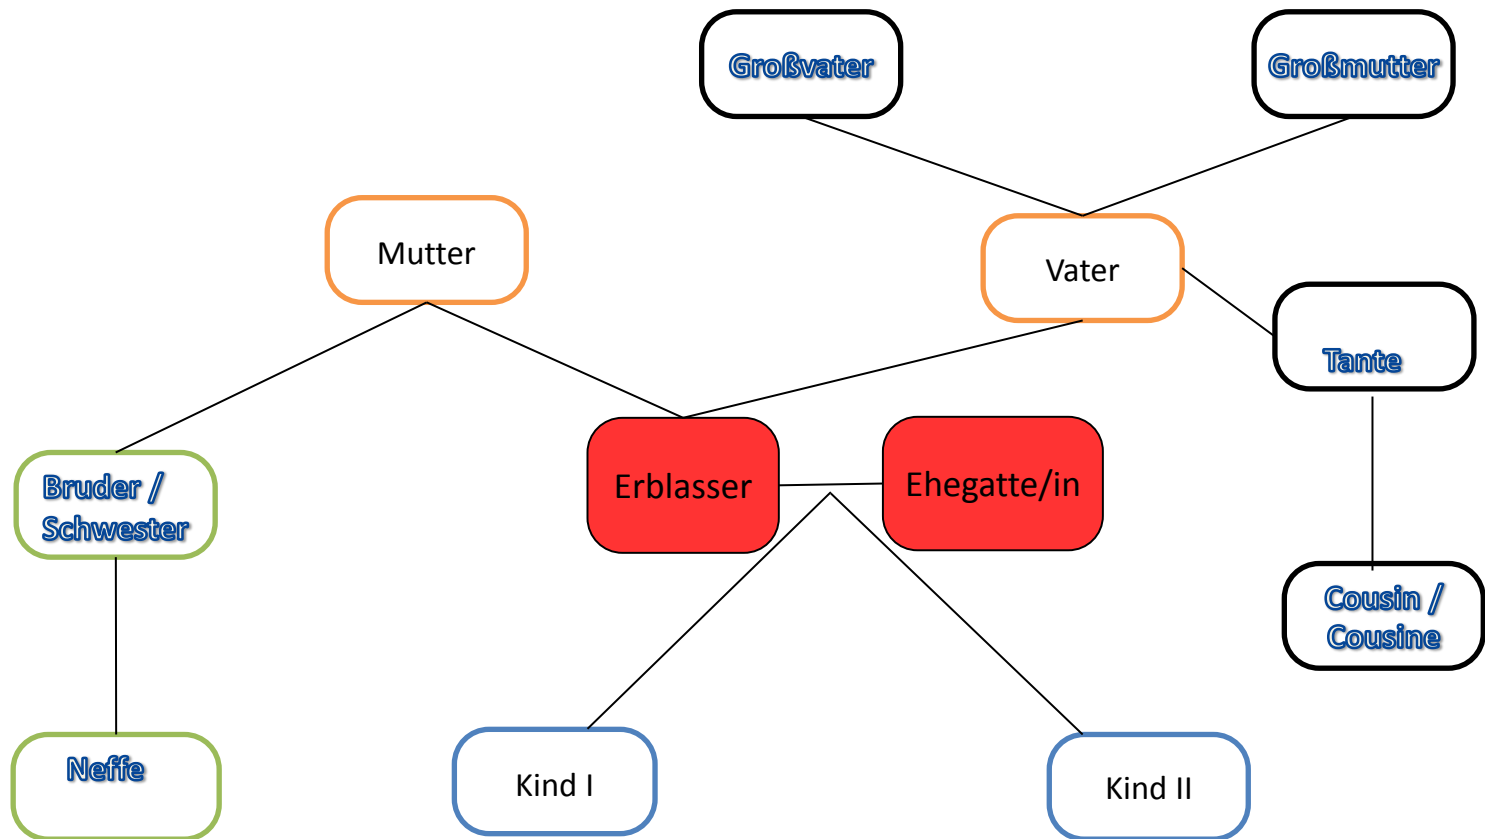 Großvater
Großmutter
Mutter
Vater
Tante
Bruder /
Schwester
Erblasser
Ehegatte/in
Cousin /
Cousine
Neffe
Kind I
Kind II